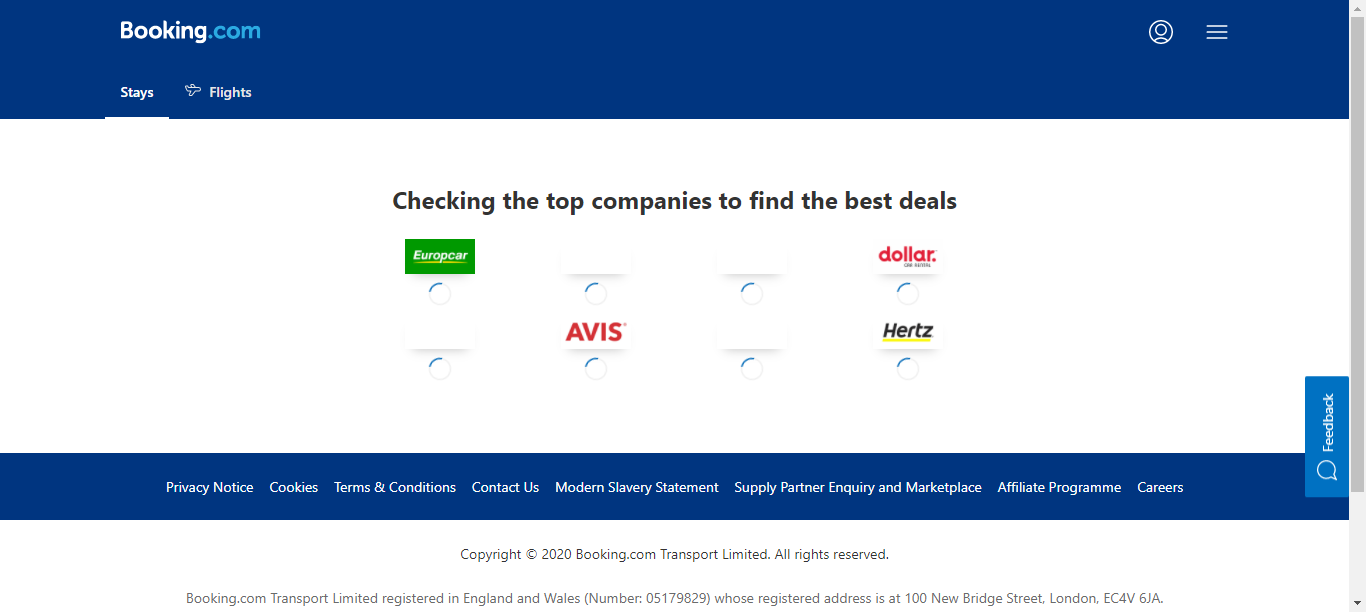 Booking.com
Stays Flights
Checking the top companies to find the best deals
Europcar dollar.
CAR RENTAL
AVIS Hertz
Feedback
Privacy Notice Cookies Terms & Conditions Contact Us Modern Slavery Statement Supply Partner Enquiry and Marketplace Affiliate Programme Careers
Copyright © 2020 Booking.com Transport Limited. All rights reserved.
Booking.com Transport Limited registered in England and Wales (Number: 05179829) whose registered address is at 100 New Bridge Street, London, EC4V 6JA.